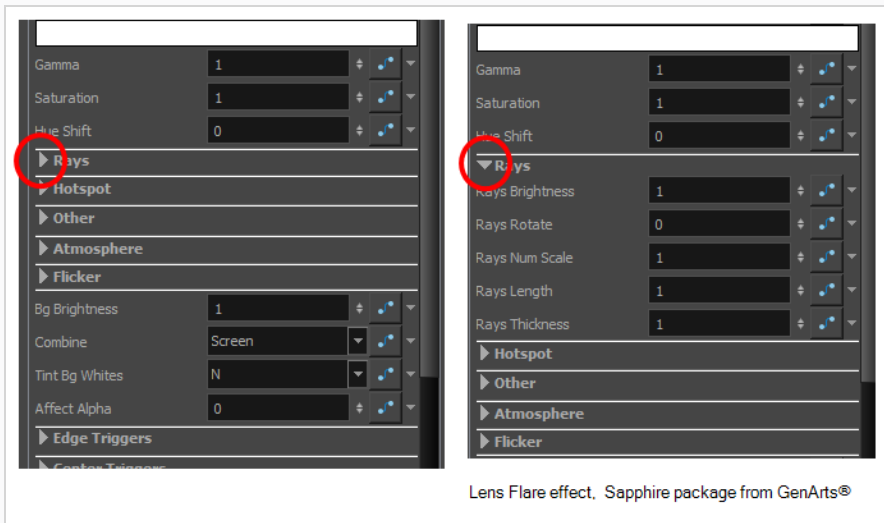 Gamma 1
Saturation 1
Hue Shift 0
Rays
Hotspot
Other
Atmosphere
Flicker
Bg Brightness 1
Combine Screen
Tint Bg Whites N
Affect Alpha 0
Edge Triggers
Center Triggers
Gamma 1
Saturation 1
Hue Shift 0
Rays
Rays Brightness 1
Rays Rotate 0
Rays Num Scale 1
Rays Length 1
Rays Thickness 1
Hotspot
Other
Atmosphere
Flicker
Lens Flare effect, Sapphire package from GenArts®